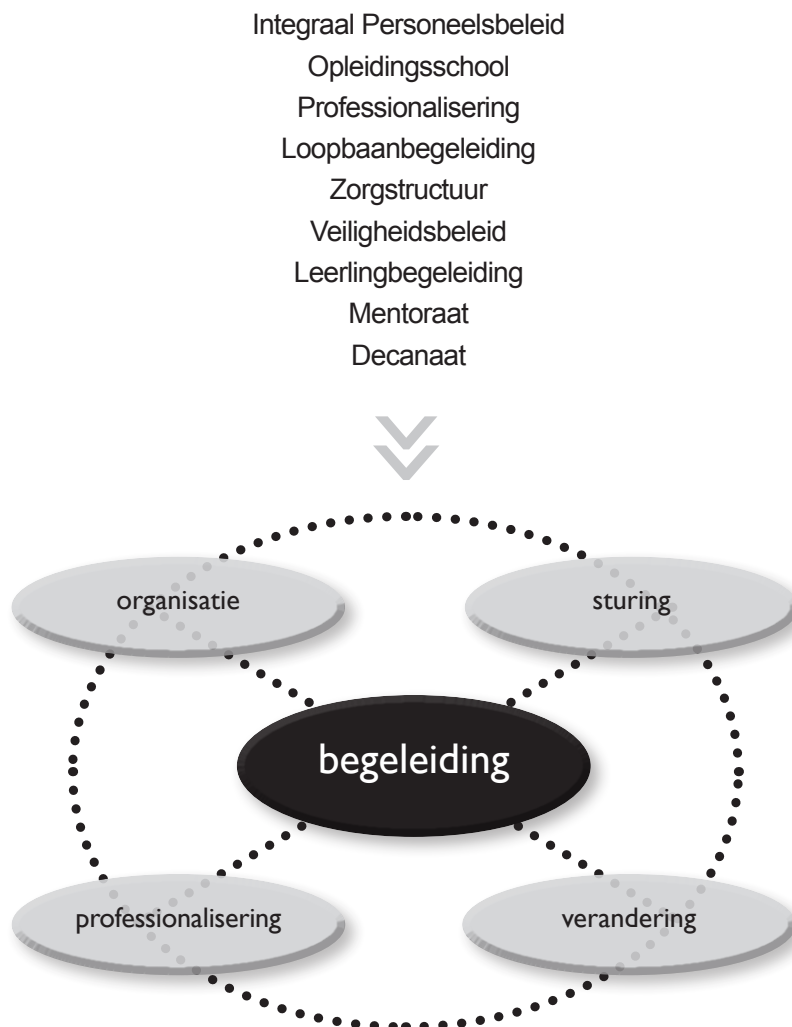 Integraal Personeelsbeleid
Opleidingsschool
Professionalisering
Loopbaanbegeleiding
Zorgstructuur
Veiligheidsbeleid
Leerlingbegeleiding
Mentoraat
Decanaat
organisatie
sturing
begeleiding
professionalisering
verandering